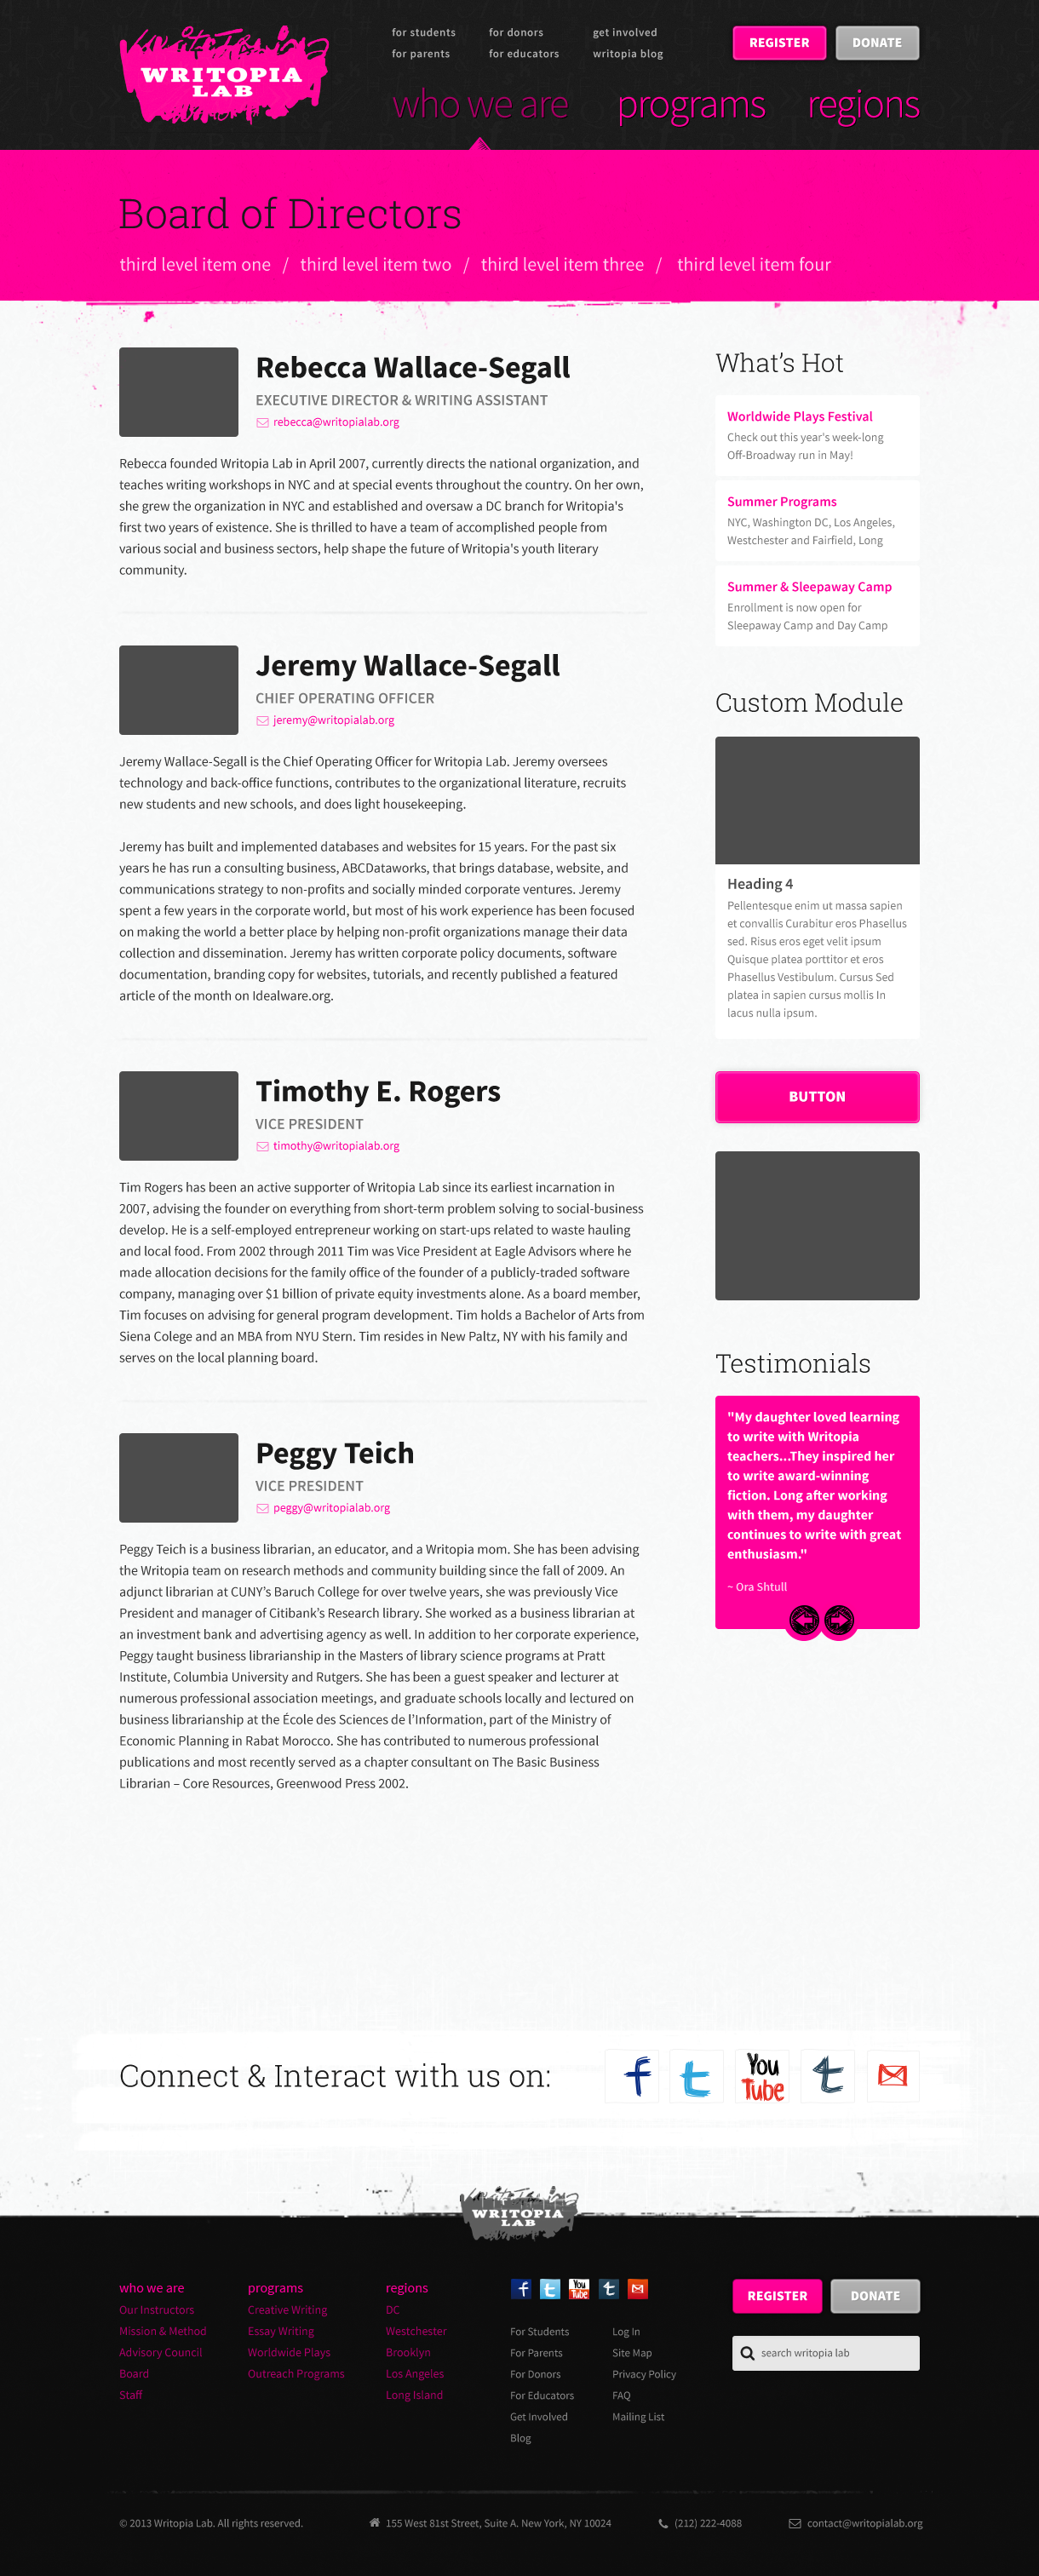 WRITOPIA
LAB
for students
for donors
get involved
for parents
for educators
writopia blog
REGISTER
DONATE
who we are
programs
regions
Board of Directors
third level item one / third level item two / third level item three / third level item four
Rebecca Wallace-Segall
EXECUTIVE DIRECTOR & WRITING ASSISTANT
rebecca@writopialab.org
Rebecca founded Writopia Lab in April 2007, currently directs the national organization, and
teaches writing workshops in NYC and at special events throughout the country. On her own,
she grew the organization in NYC and established and oversaw a DC branch for Writopia's
first two years of existence. She is thrilled to have a team of accomplished people from
various social and business sectors, help shape the future of Writopia's youth literary
community.
Jeremy Wallace-Segall
CHIEF OPERATING OFFICER
jeremy@writopialab.org
Jeremy Wallace-Segall is the Chief Operating Officer for Writopia Lab. Jeremy oversees
technology and back-office functions, contributes to the organizational literature, recruits
new students and new schools, and does light housekeeping.
Jeremy has built and implemented databases and websites for 15 years. For the past six
years he has run a consulting business, ABCDataworks, that brings database, website, and
communications strategy to non-profits and socially minded corporate ventures. Jeremy
spent a few years in the corporate world, but most of his work experience has been focused
on making the world a better place by helping non-profit organizations manage their data
collection and dissemination. Jeremy has written corporate policy documents, software
documentation, branding copy for websites, tutorials, and recently published a featured
article of the month on Idealware.org.
Timothy E. Rogers
VICE PRESIDENT
timothy@writopialab.org
Tim Rogers has been an active supporter of Writopia Lab since its earliest incarnation in
2007, advising the founder on everything from short-term problem solving to social-business
develop. He is a self-employed entrepreneur working on start-ups related to waste hauling
and local food. From 2002 through 2011 Tim was Vice President at Eagle Advisors where he
made allocation decisions for the family office of the founder of a publicly-traded software
company, managing over $1 billion of private equity investments alone. As a board member,
Tim focuses on advising for general program development. Tim holds a Bachelor of Arts from
Siena Colege and an MBA from NYU Stern. Tim resides in New Paltz, NY with his family and
serves on the local planning board.
Peggy Teich
VICE PRESIDENT
peggy@writopialab.org
Peggy Teich is a business librarian, an educator, and a Writopia mom. She has been advising
the Writopia team on research methods and community building since the fall of 2009. An
adjunct librarian at CUNY’s Baruch College for over twelve years, she was previously Vice
President and manager of Citibank’s Research library. She worked as a business librarian at
an investment bank and advertising agency as well. In addition to her corporate experience,
Peggy taught business librarianship in the Masters of library science programs at Pratt
Institute, Columbia University and Rutgers. She has been a guest speaker and lecturer at
numerous professional association meetings, and graduate schools locally and lectured on
business librarianship at the École des Sciences de l’Information, part of the Ministry of
Economic Planning in Rabat Morocco. She has contributed to numerous professional
publications and most recently served as a chapter consultant on The Basic Business
Librarian – Core Resources, Greenwood Press 2002.
What’s Hot
Worldwide Plays Festival
Check out this year's week-long
Off-Broadway run in May!
Summer Programs
NYC, Washington DC, Los Angeles,
Westchester and Fairfield, Long
Summer & Sleepaway Camp
Enrollment is now open for
Sleepaway Camp and Day Camp
Custom Module
Heading 4
Pellentesque enim ut massa sapien
et convallis Curabitur eros Phasellus
sed. Risus eros eget velit ipsum
Quisque platea porttitor et eros
Phasellus Vestibulum. Cursus Sed
platea in sapien cursus mollis In
lacus nulla ipsum.
BUTTON
Testimonials
"My daughter loved learning
to write with Writopia
teachers...They inspired her
to write award-winning
fiction. Long after working
with them, my daughter
continues to write with great
enthusiasm."
~ Ora Shtull
Connect & Interact with us on:
f
t
You
Tube
t
WRITOPIA
LAB
who we are
Our Instructors
Mission & Method
Advisory Council
Board
Staff
programs
Creative Writing
Essay Writing
Worldwide Plays
Outreach Programs
regions
DC
Westchester
Brooklyn
Los Angeles
Long Island
f
t
You
Tube
t
For Students
For Parents
For Donors
For Educators
Get Involved
Blog
Log In
Site Map
Privacy Policy
FAQ
Mailing List
REGISTER
DONATE
search writopia lab
© 2013 Writopia Lab. All rights reserved.
155 West 81st Street, Suite A. New York, NY 10024
(212) 222-4088
contact@writopialab.org